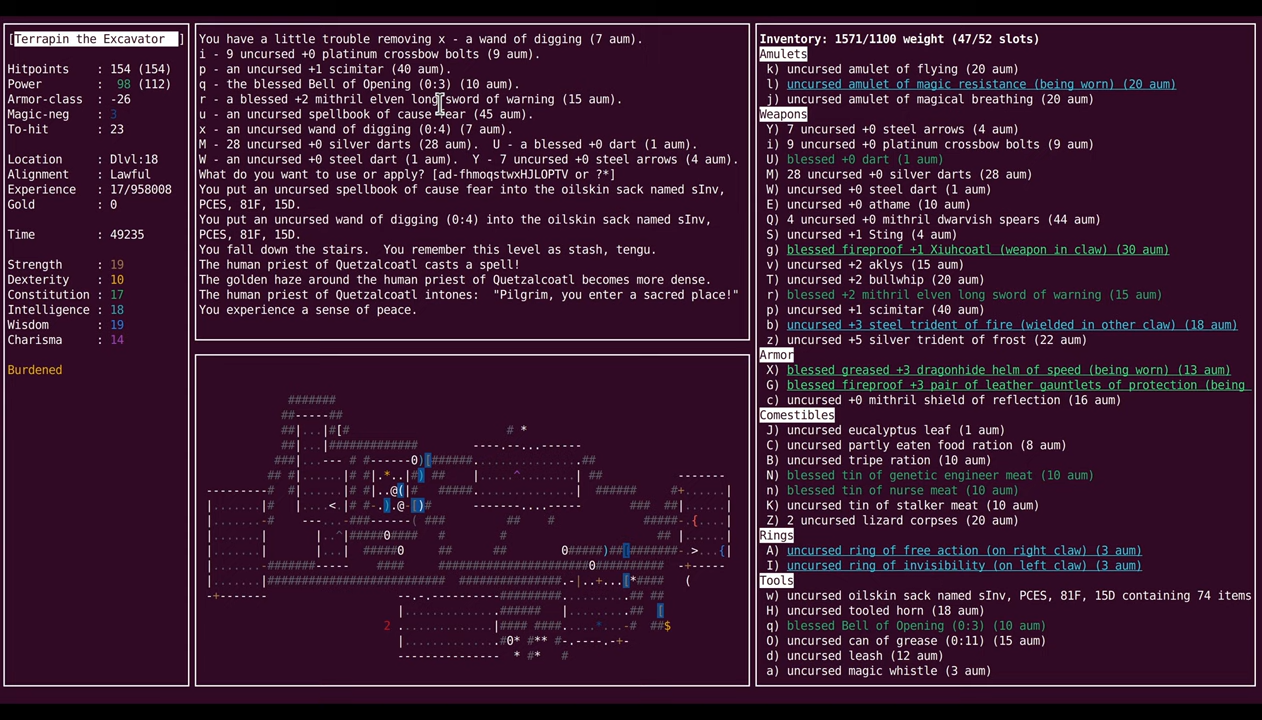 [Terrapin the Excavator  ]
Hitpoints    : 154 (154)
Power        :  98 (112)
Armor-class  : -26
Magic-neg    : 3
To-hit       : 23
Location     : Dlvl:18
Alignment    : Lawful
Experience   : 17/958008
Gold         : 0
Time         : 49235
Strength     : 19
Dexterity    : 10
Constitution : 17
Intelligence : 18
Wisdom       : 19
Charisma     : 14
Burdened
You have a little trouble removing x - a wand of digging (7 aum).
i - 9 uncursed +0 platinum crossbow bolts (9 aum).
p - an uncursed +1 scimitar (40 aum).
q - the blessed Bell of Opening (0:3) (10 aum).
r - a blessed +2 mithril elven long sword of warning (15 aum).
u - an uncursed spellbook of cause fear (45 aum).
x - an uncursed wand of digging (0:4) (7 aum).
M - 28 uncursed +0 silver darts (28 aum).  U - a blessed +0 dart (1 aum).
W - an uncursed +0 steel dart (1 aum).  Y - 7 uncursed +0 steel arrows (4 aum).
What do you want to use or apply? [ad-fhmoqstwxHJLOPTV or ?*]
You put an uncursed spellbook of cause fear into the oilskin sack named sInv,
PCES, 81F, 15D.
You put an uncursed wand of digging (0:4) into the oilskin sack named sInv,
PCES, 81F, 15D.
You fall down the stairs.  You remember this level as stash, tengu.
The human priest of Quetzalcoatl casts a spell!
The golden haze around the human priest of Quetzalcoatl becomes more dense.
The human priest of Quetzalcoatl intones:  "Pilgrim, you enter a sacred place!"
You experience a sense of peace.
Inventory: 1571/1100 weight (47/52 slots)
Amulets
k) uncursed amulet of flying (20 aum)
l) uncursed amulet of magic resistance (being worn) (20 aum)
j) uncursed amulet of magical breathing (20 aum)
Weapons
Y) 7 uncursed +0 steel arrows (4 aum)
i) 9 uncursed +0 platinum crossbow bolts (9 aum)
U) blessed +0 dart (1 aum)
M) 28 uncursed +0 silver darts (28 aum)
W) uncursed +0 steel dart (1 aum)
E) uncursed +0 athame (10 aum)
Q) 4 uncursed +0 mithril dwarvish spears (44 aum)
S) uncursed +1 Sting (4 aum)
g) blessed fireproof +1 Xiuhcoatl (weapon in claw) (30 aum)
v) uncursed +2 aklys (15 aum)
T) uncursed +2 bullwhip (20 aum)
r) blessed +2 mithril elven long sword of warning (15 aum)
p) uncursed +1 scimitar (40 aum)
b) uncursed +3 steel trident of fire (wielded in other claw) (18 aum)
z) uncursed +5 silver trident of frost (22 aum)
Armor
X) blessed greased +3 dragonhide helm of speed (being worn) (13 aum)
G) blessed fireproof +3 pair of leather gauntlets of protection (being
c) uncursed +0 mithril shield of reflection (16 aum)
Comestibles
J) uncursed eucalyptus leaf (1 aum)
C) uncursed partly eaten food ration (8 aum)
B) uncursed tripe ration (10 aum)
N) blessed tin of genetic engineer meat (10 aum)
n) blessed tin of nurse meat (10 aum)
K) uncursed tin of stalker meat (10 aum)
Z) 2 uncursed lizard corpses (20 aum)
Rings
A) uncursed ring of free action (on right claw) (3 aum)
I) uncursed ring of invisibility (on left claw) (3 aum)
Tools
w) uncursed oilskin sack named sInv, PCES, 81F, 15D containing 74 items
H) uncursed tooled horn (18 aum)
q) blessed Bell of Opening (0:3) (10 aum)
O) uncursed can of grease (0:11) (15 aum)
d) uncursed leash (12 aum)
a) uncursed magic whistle (3 aum)